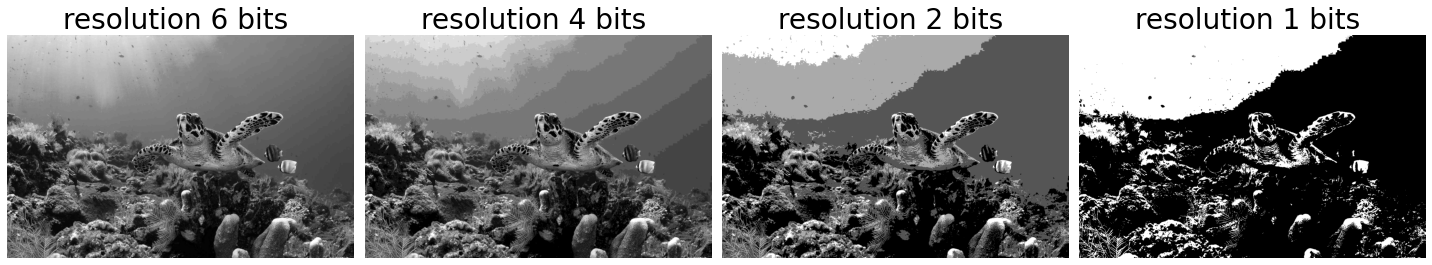 resolution 6 bits
resolution 4 bits
resolution 2 bits
resolution 1 bits